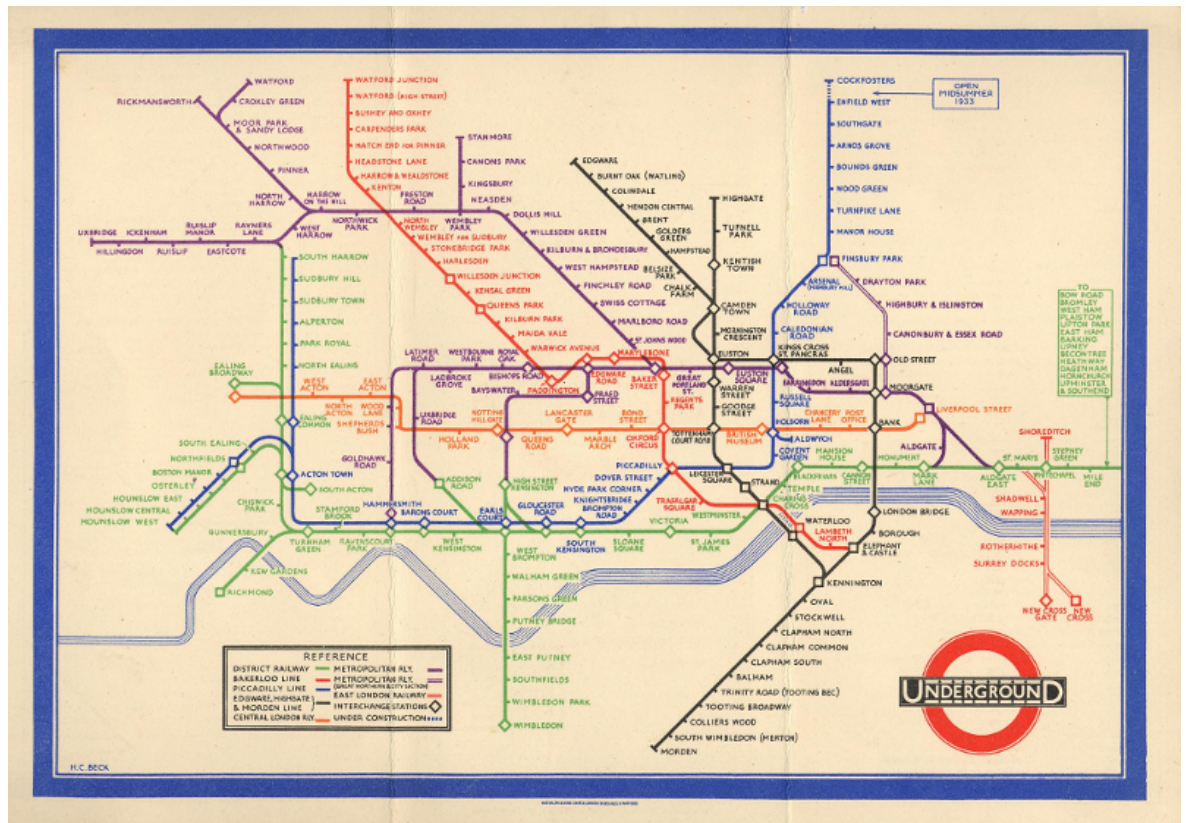 WATFORD
CROXLEY GREEN
RICKMANSWORTH
MOOR PARK
& SANDY LODGE
NORTHWOOD
PINNER
NORTH
HARROW
HARROW
ON THE HILL
NORTHWICK
PARK
PRESTON
ROAD
WEMBLEY
PARK
STANMORE
CANONS PARK
KINGSBURY
NEASDEN
DOLLIS HILL
WILLESDEN GREEN
KILBURN & BRONDESBURY
WEST HAMPSTEAD
FINCHLEY ROAD
SWISS COTTAGE
MARLBORO ROAD
ST JOHNS WOOD
WEST
HARROW
UXBRIDGE
ICKENHAM
RUISLIP
MANOR
RAYNERS
LANE
HILLINGDON
RUISLIP
EASTCOTE
WATFORD JUNCTION
WATFORD (HIGH STREET)
BUSHEY AND OXHEY
CARPENDERS PARK
HATCH END FOR PINNER
HEADSTONE LANE
HARROW & WEALDSTONE
KENTON
NORTH
WEMBLEY
WEMBLEY FOR SUDBURY
STONEBRIDGE PARK
HARLESDEN
WILLESDEN JUNCTION
KENSAL GREEN
QUEENS PARK
KILBURN PARK
MAIDA VALE
WARWICK AVENUE
MARYLEBONE
EDGWARE
BURNT OAK (WATLING)
COLINDALE
HENDON CENTRAL
BRENT
GOLDERS
GREEN
HAMPSTEAD
BELSIZE
PARK
CHALK
FARM
HIGHGATE
TUFNELL
PARK
KENTISH
TOWN
CAMDEN
TOWN
MORNINGTON
CRESCENT
EUSTON
COCKFOSTERS
OPEN
MIDSUMMER
1933
ENFIELD WEST
SOUTHGATE
ARNOS GROVE
BOUNDS GREEN
WOOD GREEN
TURNPIKE LANE
MANOR HOUSE
FINSBURY PARK
ARSENAL
(HIGHBURY HILL)
DRAYTON PARK
HOLLOWAY
ROAD
HIGHBURY & ISLINGTON
CALEDONIAN
ROAD
CANONBURY & ESSEX ROAD
KINGS CROSS
ST. PANCRAS
ANGEL
OLD STREET
MOORGATE
TO
BOW ROAD
BROMLEY
WEST HAM
PLAISTOW
UPTON PARK
EAST HAM
BARKING
UPNEY
BECONTREE
HEATHWAY
DAGENHAM
HORNCHURCH
UPMINSTER
& SOUTHEND
SOUTH HARROW
SUDBURY HILL
SUDBURY TOWN
ALPERTON
PARK ROYAL
NORTH EALING
EALING
BROADWAY
WEST
ACTON
EAST
ACTON
NORTH
ACTON
WOOD
LANE
SHEPHERDS
BUSH
EALING
COMMON
LATIMER
ROAD
WESTBOURNE
PARK
ROYAL
OAK
LADBROKE
GROVE
BISHOPS ROAD
BAYSWATER
PADDINGTON
EDGWARE
ROAD
PRAED
STREET
BAKER
STREET
GREAT
PORTLAND
ST.
EUSTON
SQUARE
FARRINGDON
ALDERSGATE
REGENTS
PARK
WARREN
STREET
GOODGE
STREET
RUSSELL
SQUARE
UXBRIDGE
ROAD
NOTTING
HILL GATE
LANCASTER
GATE
BOND
STREET
HOLLAND
PARK
QUEENS
ROAD
MARBLE
ARCH
OXFORD
CIRCUS
TOTTENHAM
COURT ROAD
BRITISH
MUSEUM
HOLBORN
CHANCERY
LANE
POST
OFFICE
BANK
LIVERPOOL STREET
ALDWYCH
COVENT
GARDEN
MANSION
HOUSE
MONUMENT
ALDGATE
SHOREDITCH
ST. MARYS
STEPNEY
GREEN
BLACKFRIARS
CANNON
STREET
MARK
LANE
ALDGATE
EAST
WHITECHAPEL
MILE
END
SOUTH EALING
NORTHFIELDS
BOSTON MANOR
OSTERLEY
HOUNSLOW EAST
HOUNSLOW CENTRAL
HOUNSLOW WEST
ACTON TOWN
SOUTH ACTON
CHISWICK
PARK
GUNNERSBURY
KEW GARDENS
RICHMOND
GOLDHAWK
ROAD
HAMMERSMITH
STAMFORD
BROOK
TURNHAM
GREEN
RAVENSCOURT
PARK
BARONS COURT
WEST
KENSINGTON
ADDISON
ROAD
HIGH STREET
KENSINGTON
EARLS
COURT
GLOUCESTER
ROAD
PICCADILLY
DOVER STREET
HYDE PARK CORNER
KNIGHTSBRIDGE
BROMPTON
ROAD
LEICESTER
SQUARE
STRAND
TEMPLE
CHARING
CROSS
TRAFALGAR
SQUARE
WESTMINSTER
VICTORIA
SOUTH
KENSINGTON
SLOANE
SQUARE
ST. JAMES
PARK
WATERLOO
LAMBETH
NORTH
LONDON BRIDGE
BOROUGH
ELEPHANT
& CASTLE
KENNINGTON
SHADWELL
WAPPING
ROTHERHITHE
SURREY DOCKS
NEW CROSS
GATE
NEW
CROSS
WEST
BROMPTON
WALHAM GREEN
PARSONS GREEN
PUTNEY BRIDGE
EAST PUTNEY
SOUTHFIELDS
WIMBLEDON PARK
WIMBLEDON
OVAL
STOCKWELL
CLAPHAM NORTH
CLAPHAM COMMON
CLAPHAM SOUTH
BALHAM
TRINITY ROAD (TOOTING BEC)
TOOTING BROADWAY
COLLIERS WOOD
SOUTH WIMBLEDON (MERTON)
MORDEN
REFERENCE
DISTRICT RAILWAY
BAKERLOO LINE
PICCADILLY LINE
EDGWARE, HIGHGATE
& MORDEN LINE
CENTRAL LONDON RLY.
METROPOLITAN RLY.
METROPOLITAN RLY.
(GREAT NORTHERN & CITY SECTION)
EAST LONDON RAILWAY
INTERCHANGE STATIONS
UNDER CONSTRUCTION
UNDERGROUND
H.C. BECK